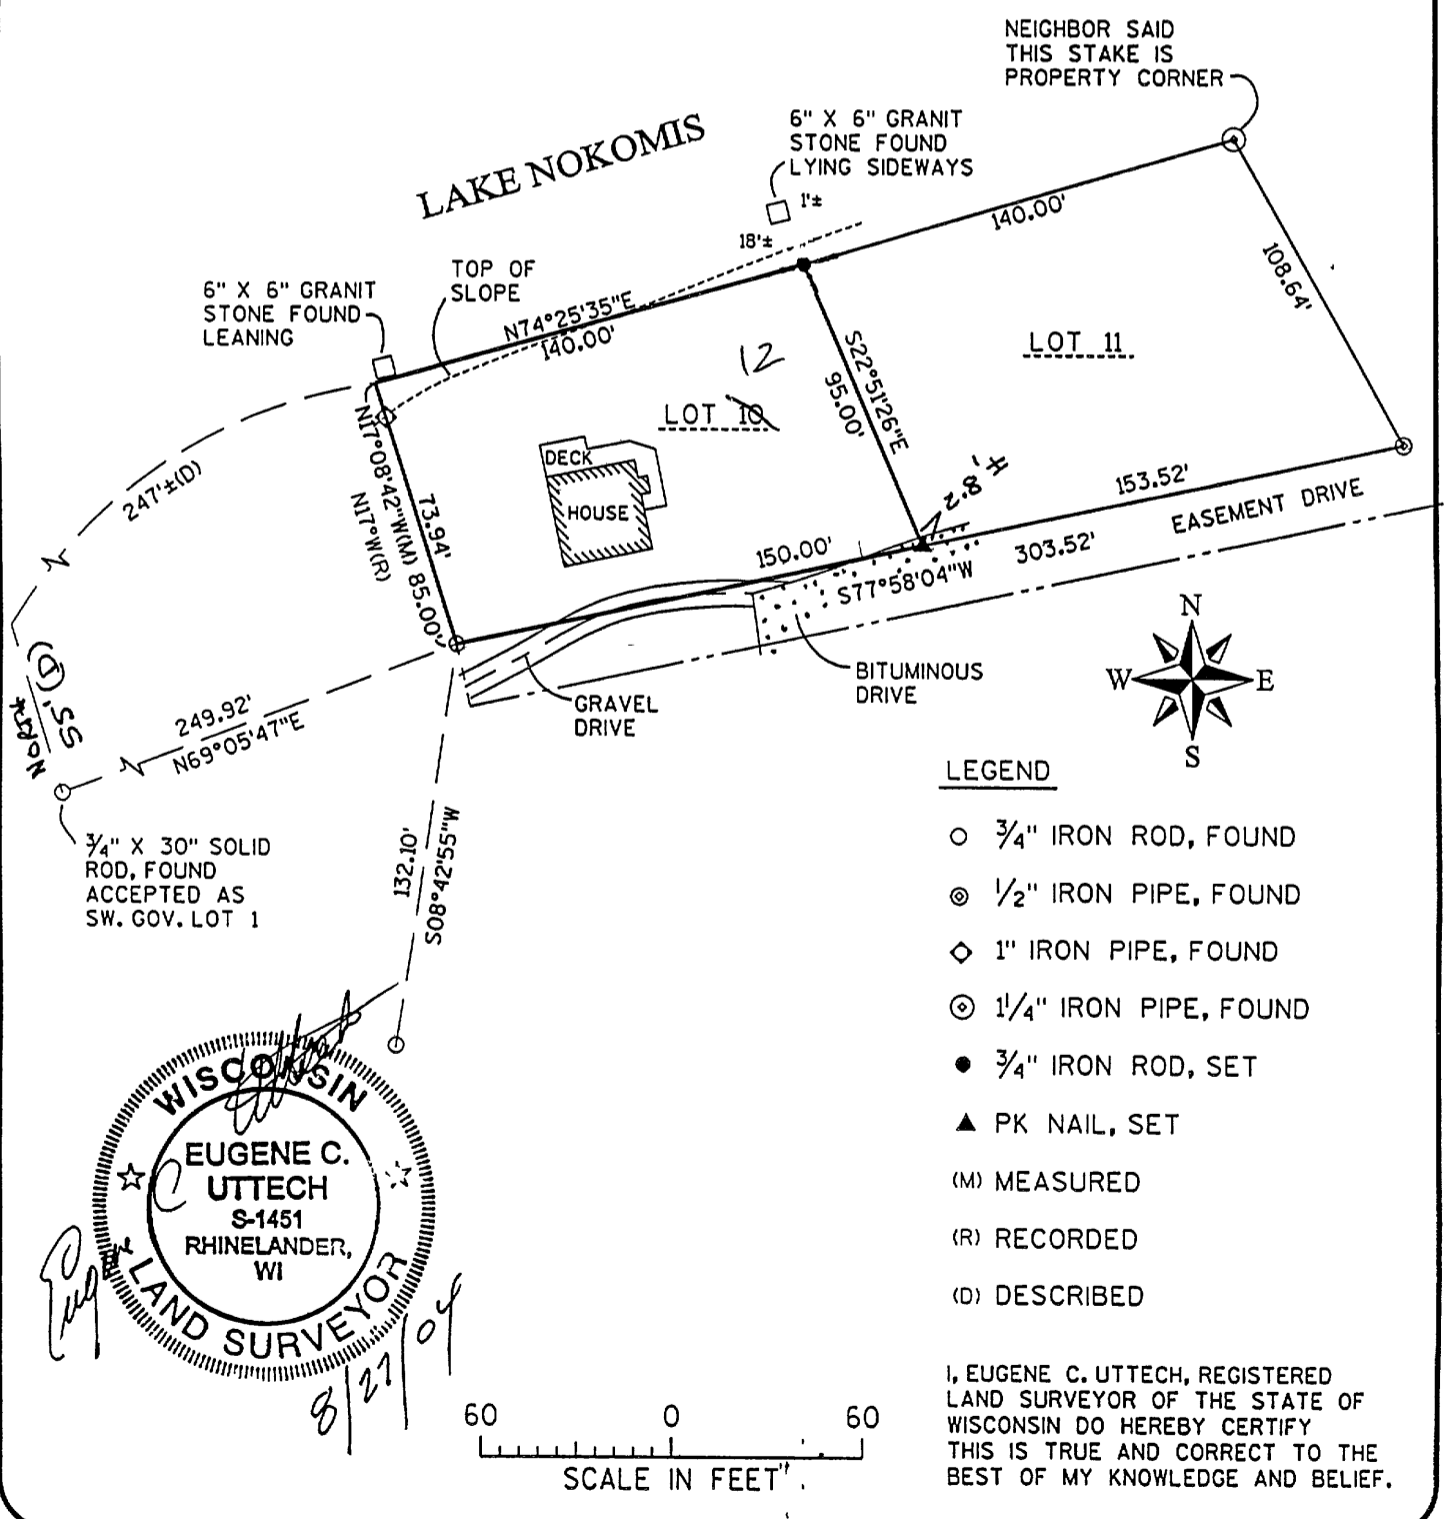 NEIGHBOR SAID
THIS STAKE IS
PROPERTY CORNER
6" X 6" GRANIT
STONE FOUND
LYING SIDEWAYS
LAKE NOKOMIS
1'±
18'±
140.00'
108.64'
TOP OF
SLOPE
6" X 6" GRANIT
STONE FOUND
LEANING
N74°25'35"E
140.00'
12
LOT 10
LOT 11
S22°51'26"E
95.00'
247'±(D)
N17°08'42"W(M) 85.00'
N17°W(R)
73.94'
DECK
HOUSE
8.2'
153.52'
150.00'
EASEMENT DRIVE
303.52'
S77°58'04"W
BITUMINOUS
DRIVE
GRAVEL
DRIVE
NORTH
55' (D)
249.92'
N69°05'47"E
3/4" X 30" SOLID
ROD, FOUND
ACCEPTED AS
SW. GOV. LOT 1
132.10'
S08°42'55"W
N
W
E
S
LEGEND
3/4" IRON ROD, FOUND
1/2" IRON PIPE, FOUND
1" IRON PIPE, FOUND
1 1/4" IRON PIPE, FOUND
3/4" IRON ROD, SET
PK NAIL, SET
(M) MEASURED
(R) RECORDED
(D) DESCRIBED
WISCONSIN
EUGENE C.
UTTECH
S-1451
RHINELANDER,
WI
LAND SURVEYOR
Eugene C Uttech
8/27/04
60 0 60
SCALE IN FEET
I, EUGENE C. UTTECH, REGISTERED
LAND SURVEYOR OF THE STATE OF
WISCONSIN DO HEREBY CERTIFY
THIS IS TRUE AND CORRECT TO THE
BEST OF MY KNOWLEDGE AND BELIEF.